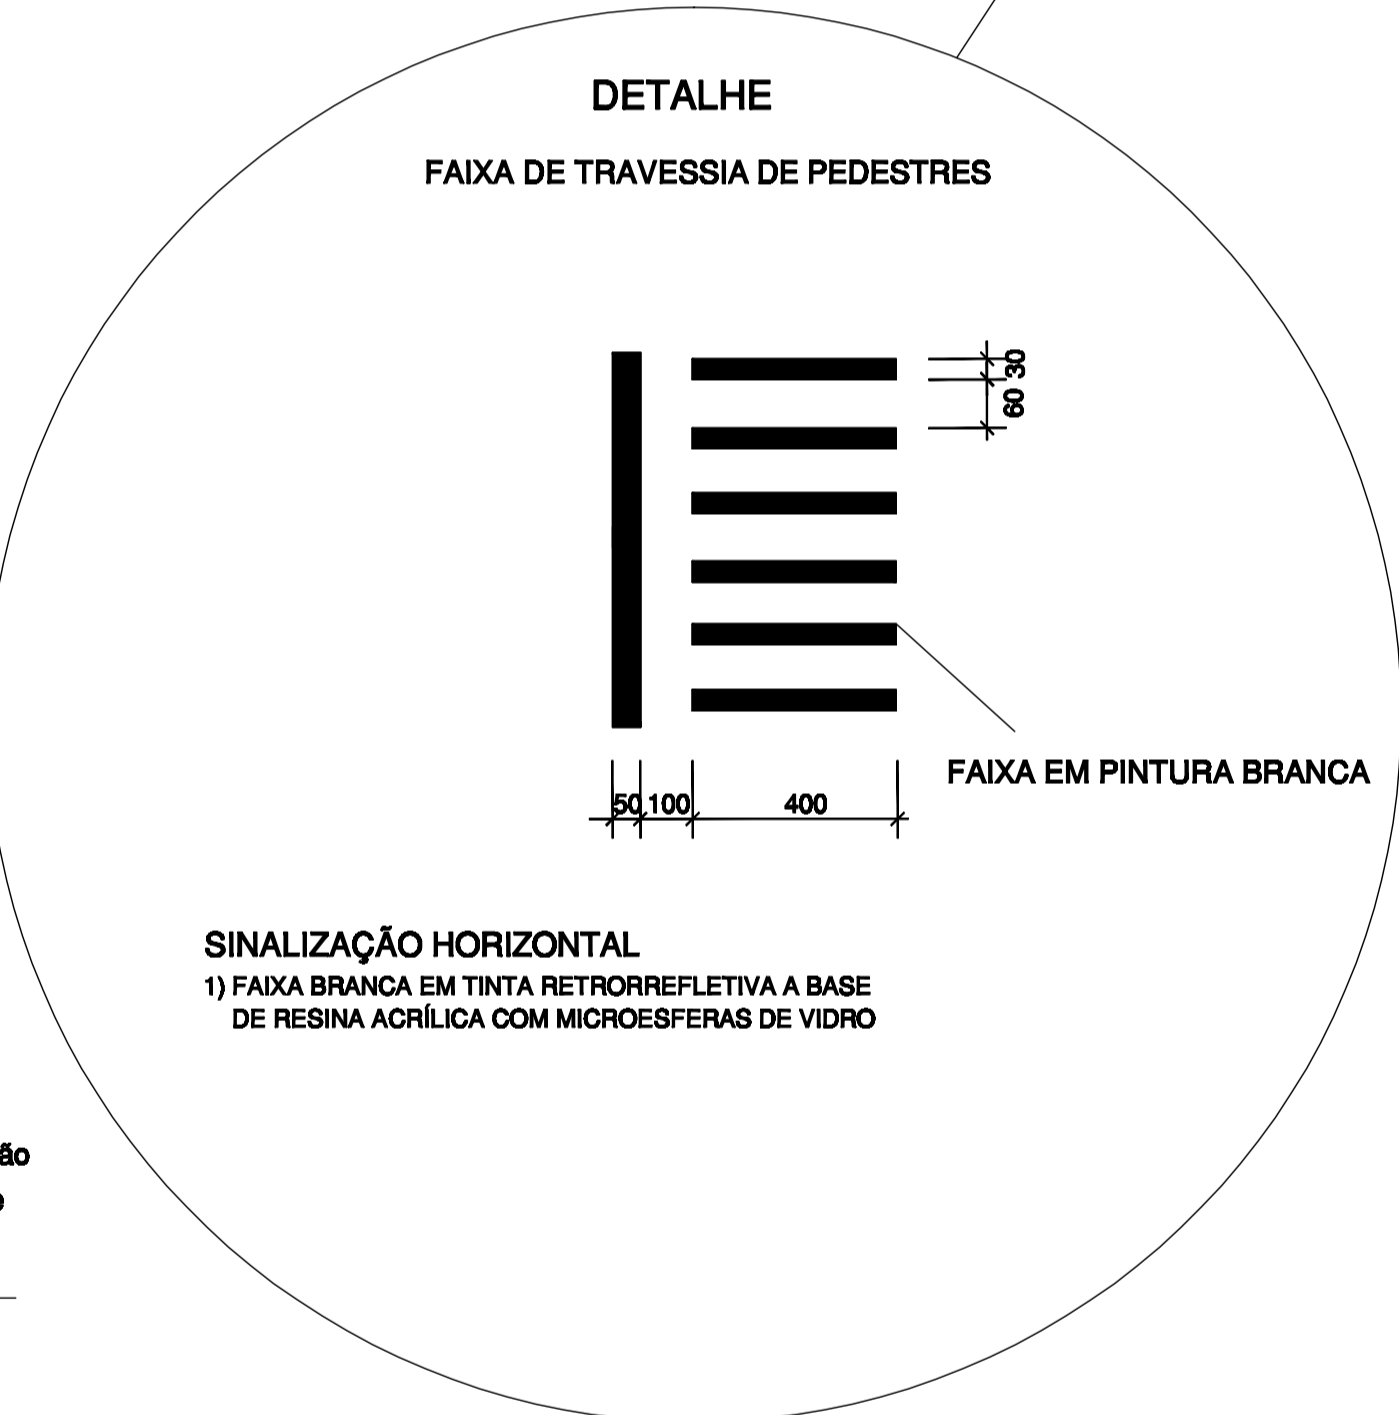 DETALHE
FAIXA DE TRAVESSIA DE PEDESTRES
30
60
FAIXA EM PINTURA BRANCA
50 100 400
SINALIZAÇÃO HORIZONTAL
1) FAIXA BRANCA EM TINTA RETRORREFLETIVA A BASE
DE RESINA ACRÍLICA COM MICROESFERAS DE VIDRO
ão